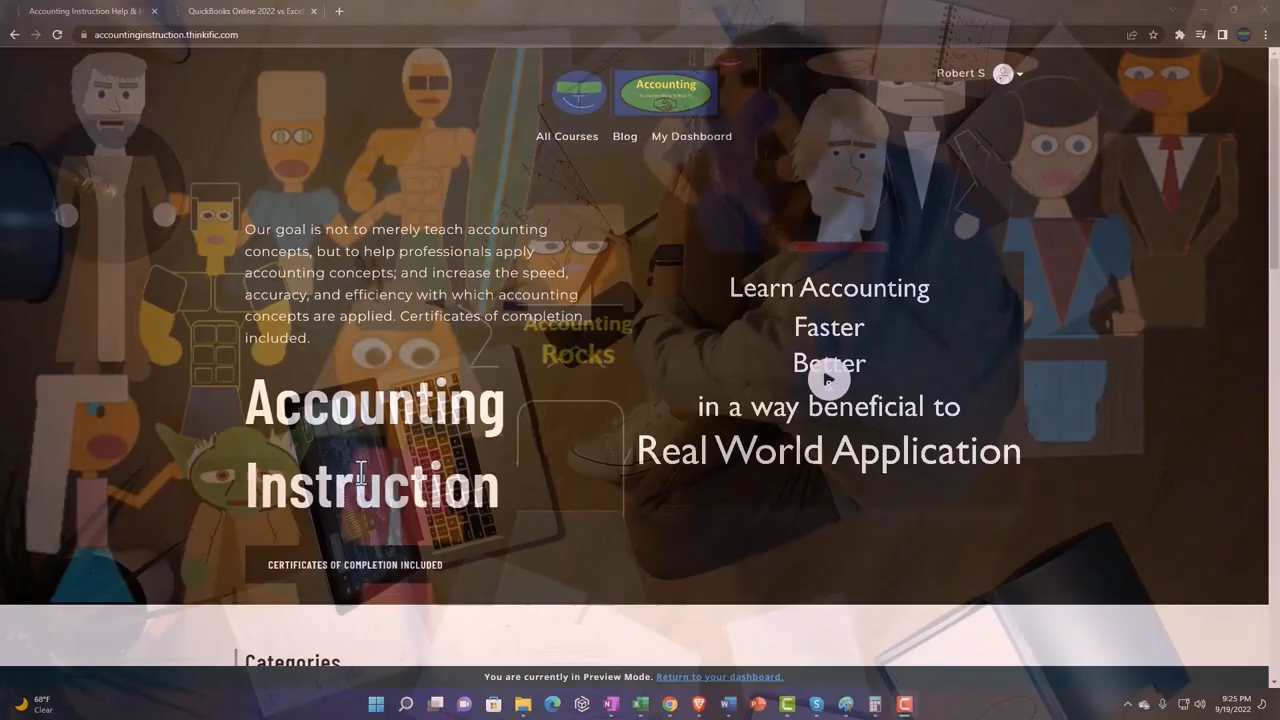 Accounting Instruction Help & H
QuickBooks Online 2022 vs Exce
accountinginstruction.thinkific.com
Robert S
Accounting
All Courses
Blog
My Dashboard
Our goal is not to merely teach accounting
concepts, but to help professionals apply
accounting concepts; and increase the speed,
accuracy, and efficiency with which accounting
concepts are applied. Certificates of completion
included.
Accounting
Instruction
CERTIFICATES OF COMPLETION INCLUDED
Accounting
Rocks
Learn Accounting
Faster
Better
&
in a way beneficial to
Real World Application
Categories
You are currently in Preview Mode. Return to your dashboard.
68°F
Clear
9:25 PM
9/19/2022